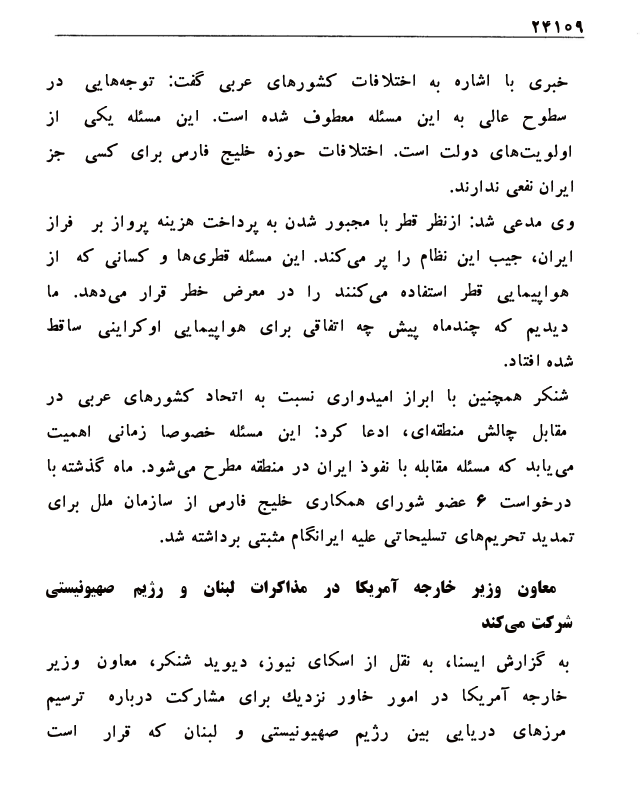 ۲۴۱۰۹
خبری با اشاره به اختلافات کشورهای عربی گفت: توجه‌هایی در
سطوح عالی به این مسئله معطوف شده است. این مسئله یکی از
اولویت‌های دولت است. اختلافات حوزه خلیج فارس برای کسی جز
ایران نفعی ندارند.
وی مدعی شد: ازنظر قطر با مجبور شدن به پرداخت هزینه پرواز بر فراز
ایران، جیب این نظام را پر می‌کند. این مسئله قطری‌ها و کسانی که از
هواپیمایی قطر استفاده می‌کنند را در معرض خطر قرار می‌دهد. ما
دیدیم که چندماه پیش چه اتفاقی برای هواپیمایی اوکراینی ساقط
شده افتاد.
شنکر همچنین با ابراز امیدواری نسبت به اتحاد کشورهای عربی در
مقابل چالش منطقه‌ای، ادعا کرد: این مسئله خصوصا زمانی اهمیت
می‌یابد که مسئله مقابله با نفوذ ایران در منطقه مطرح می‌شود. ماه گذشته با
درخواست ۶ عضو شورای همکاری خلیج فارس از سازمان ملل برای
تمدید تحریم‌های تسلیحاتی علیه ایرانگام مثبتی برداشته شد.
معاون وزیر خارجه آمریکا در مذاکرات لبنان و رژیم صهیونیستی
شرکت می‌کند
به گزارش ایسنا، به نقل از اسکای نیوز، دیوید شنکر، معاون وزیر
خارجه آمریکا در امور خاور نزدیك برای مشارکت درباره ترسیم
مرزهای دریایی بین رژیم صهیونیستی و لبنان که قرار است